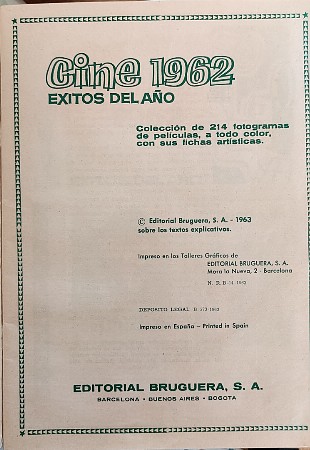 Cine 1962
EXITOS DEL AÑO
Colección de 214 fotogramas
de películas, a todo color,
con sus fichas artísticas.
© Editorial Bruguera, S. A. - 1963
sobre los textos explicativos.
Impreso en los Talleres Gráficos de
EDITORIAL BRUGUERA, S. A.
Mora la Nueva, 2 - Barcelona
DEPOSITO LEGAL B
Impreso en España - Printed in Spain
EDITORIAL BRUGUERA, S. A.
BARCELONA • BUENOS AIRES • BOGOTA